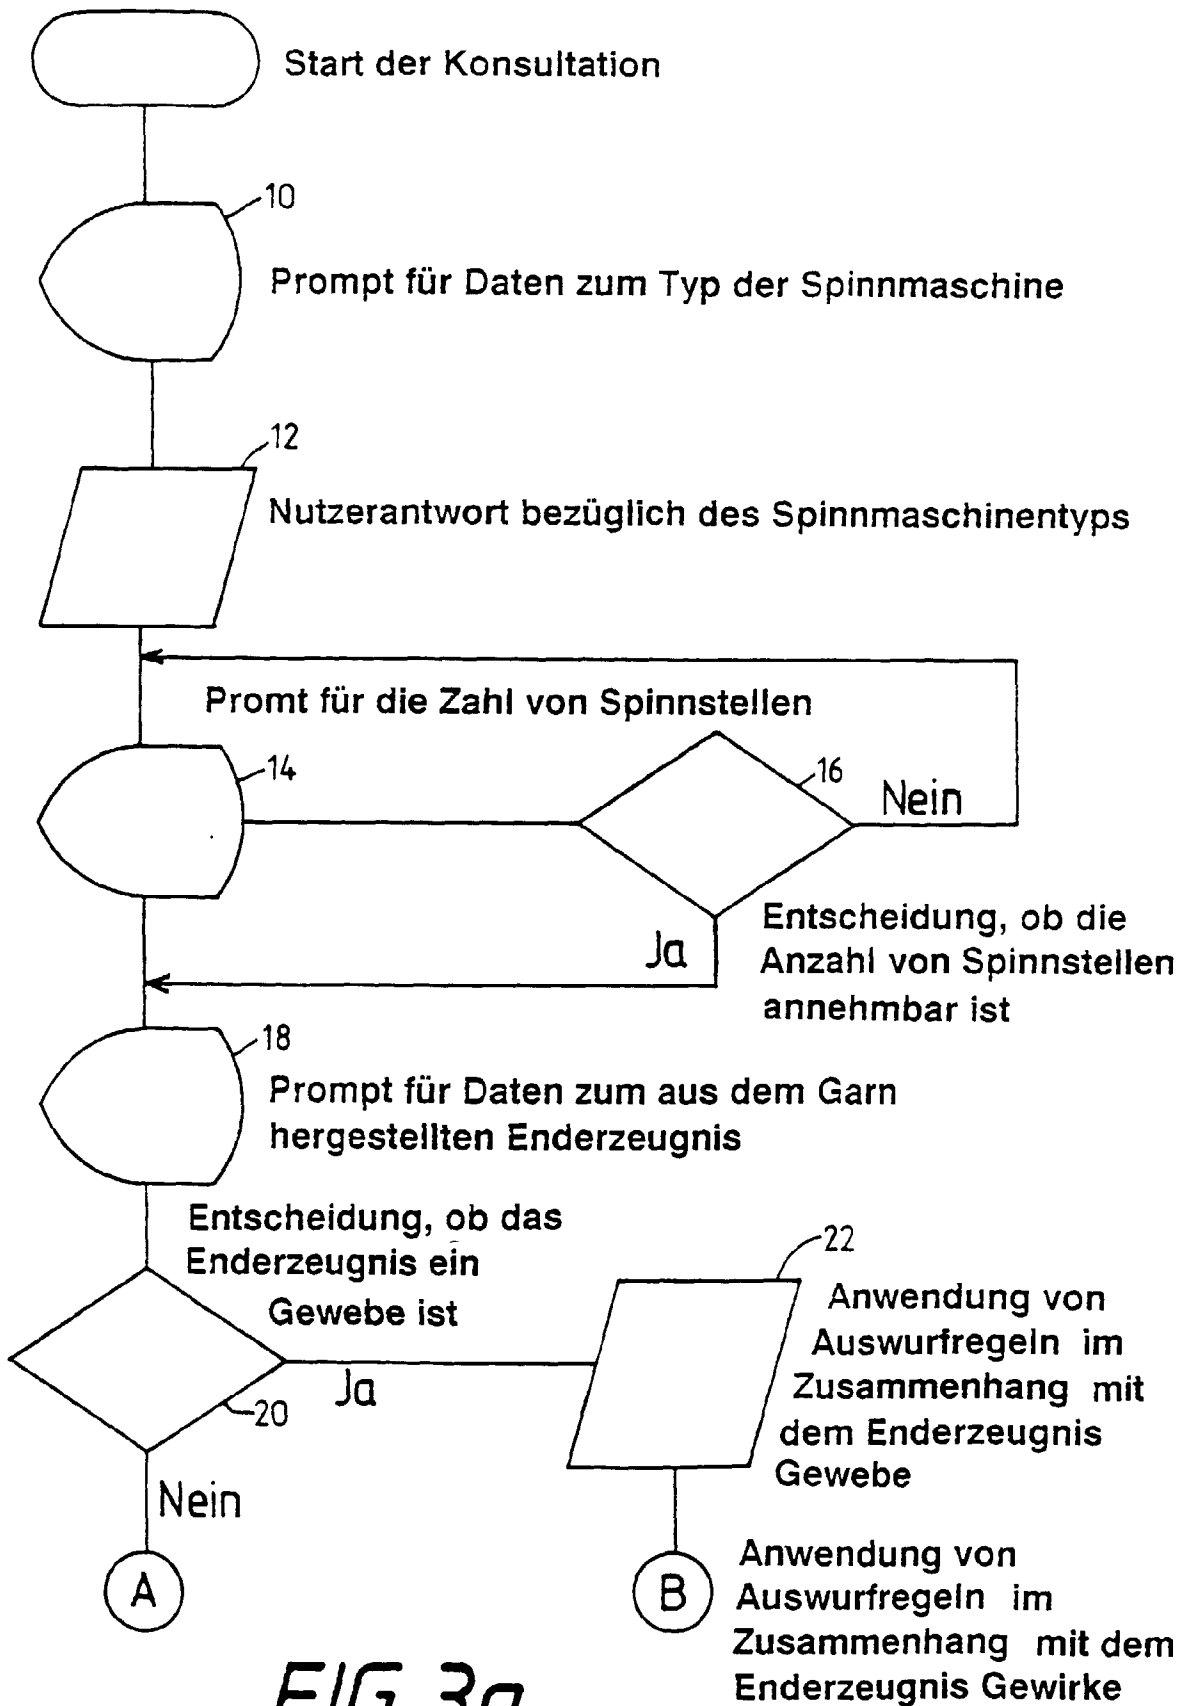 Start der Konsultation
10
Prompt für Daten zum Typ der Spinnmaschine
12
Nutzerantwort bezüglich des Spinnmaschinentyps
Promt für die Zahl von Spinnstellen
14
16
Nein
Entscheidung, ob die
Anzahl von Spinnstellen
annehmbar ist
Ja
18
Prompt für Daten zum aus dem Garn
hergestellten Enderzeugnis
Entscheidung, ob das
Enderzeugnis ein
Gewebe ist
20
Ja
22
Anwendung von
Auswurfregeln im
Zusammenhang mit
dem Enderzeugnis
Gewebe
Nein
A
B
Anwendung von
Auswurfregeln im
Zusammenhang mit dem
Enderzeugnis Gewirke
FIG. 3a